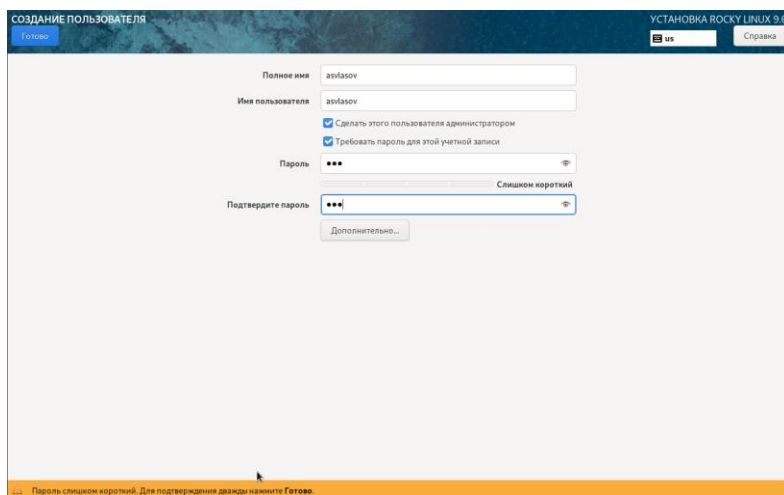 СОЗДАНИЕ ПОЛЬЗОВАТЕЛЯ
УСТАНОВКА ROCKY LINUX 9.6
Готово
us
Справка
Полное имя
asvlasov
Имя пользователя
asvlasov
Сделать этого пользователя администратором
Требовать пароль для этой учетной записи
Пароль
•••
Слишком короткий
Подтвердите пароль
•••
Дополнительно...
Пароль слишком короткий. Для подтверждения дважды нажмите Готово.